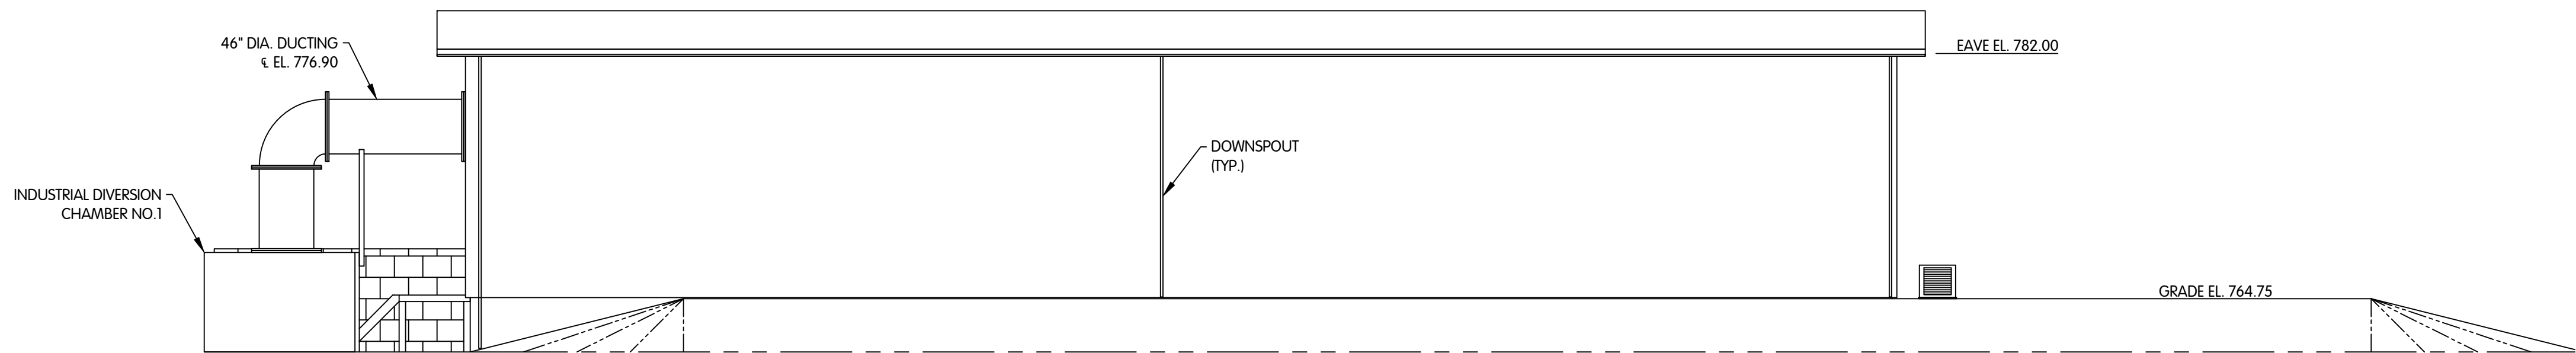 46" DIA. DUCTING
℄ EL. 776.90
EAVE EL. 782.00
DOWNSPOUT
(TYP.)
INDUSTRIAL DIVERSION
CHAMBER NO.1
GRADE EL. 764.75